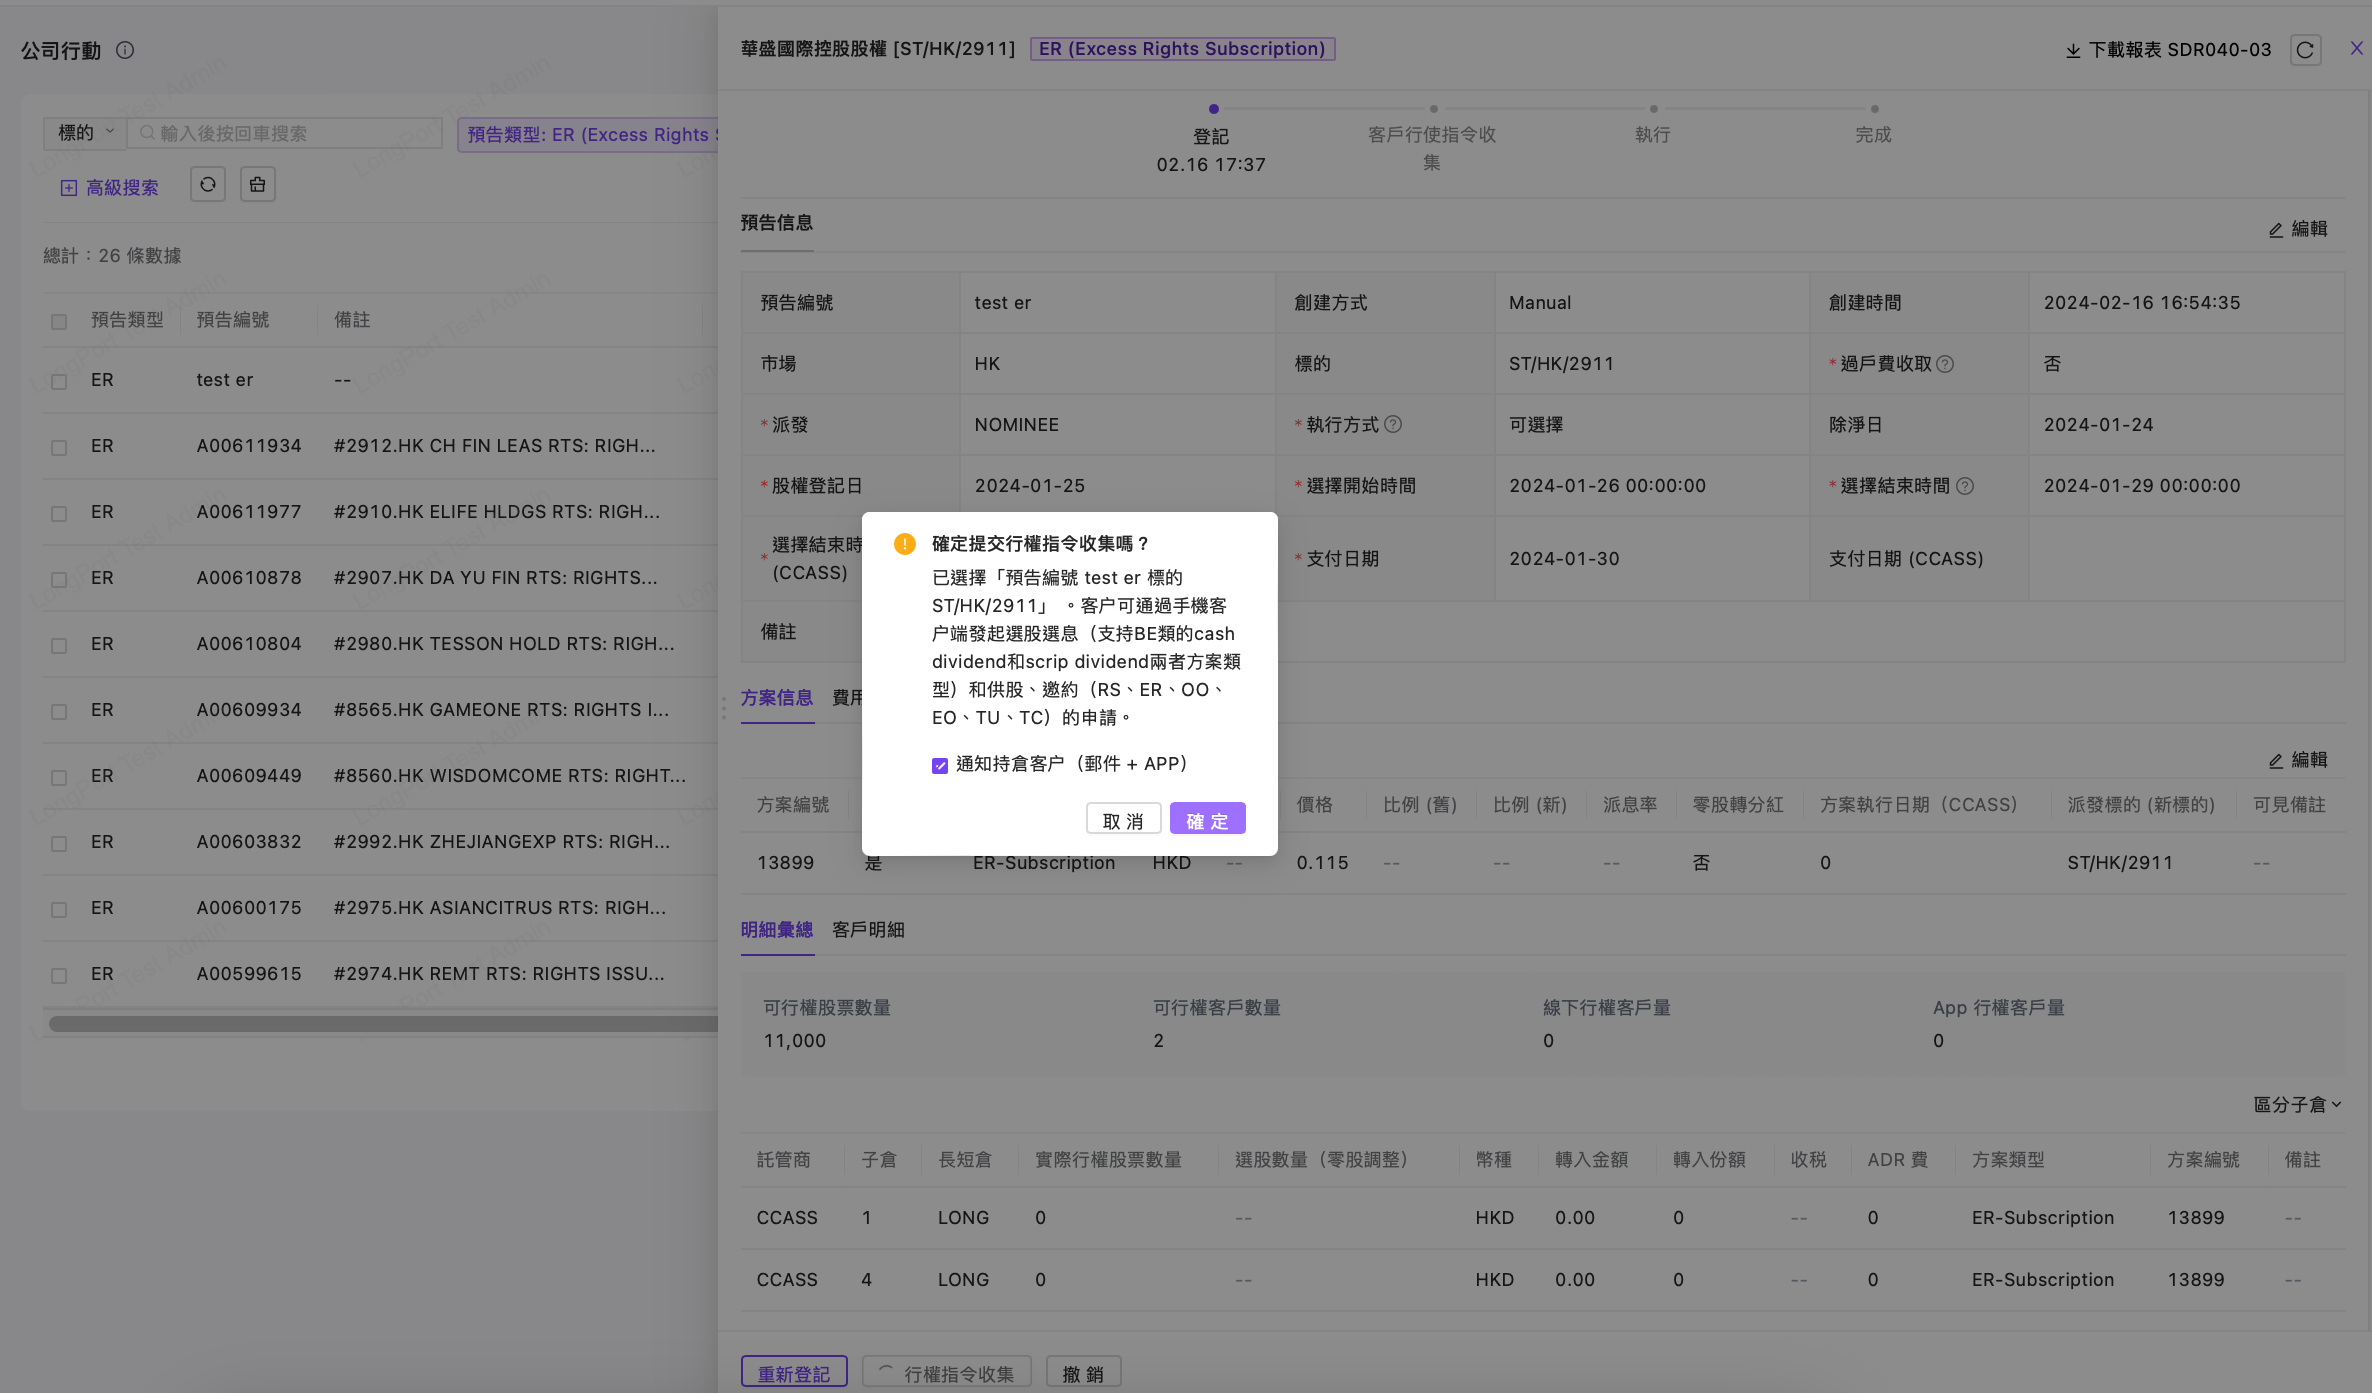 公司行動
標的
輸入後按回車搜索
預告類型: ER (Excess Rights S
高級搜索
總計：26 條數據
預告類型 預告編號 備註
ER test er --
ER A00611934 #2912.HK CH FIN LEAS RTS: RIGH...
ER A00611977 #2910.HK ELIFE HLDGS RTS: RIGH...
ER A00610878 #2907.HK DA YU FIN RTS: RIGHTS...
ER A00610804 #2980.HK TESSON HOLD RTS: RIGH...
ER A00609934 #8565.HK GAMEONE RTS: RIGHTS I...
ER A00609449 #8560.HK WISDOMCOME RTS: RIGHT...
ER A00603832 #2992.HK ZHEJIANGEXP RTS: RIGH...
ER A00600175 #2975.HK ASIANCITRUS RTS: RIGH...
ER A00599615 #2974.HK REMT RTS: RIGHTS ISSU...
LongPort Test Admin
華盛國際控股股權 [ST/HK/2911] ER (Excess Rights Subscription)
下載報表 SDR040-03
登記
02.16 17:37
客戶行使指令收
集
執行
完成
預告信息
編輯
預告編號 test er 創建方式 Manual 創建時間 2024-02-16 16:54:35
市場 HK 標的 ST/HK/2911 * 過戶費收取 否
* 派發 NOMINEE * 執行方式 可選擇 除淨日 2024-01-24
* 股權登記日 2024-01-25 * 選擇開始時間 2024-01-26 00:00:00 * 選擇結束時間 2024-01-29 00:00:00
* 選擇結束時
(CCASS)
* 支付日期 2024-01-30 支付日期 (CCASS)
備註
方案信息 費用
編輯
方案編號 價格 比例 (舊) 比例 (新) 派息率 零股轉分紅 方案執行日期（CCASS） 派發標的 (新標的) 可見備註
13899 是 ER-Subscription HKD -- 0.115 -- -- -- 否 0 ST/HK/2911 --
確定提交行權指令收集嗎？
已選擇「預告編號 test er 標的
ST/HK/2911」 。客户可通過手機客
户端發起選股選息（支持BE類的cash
dividend和scrip dividend兩者方案類
型）和供股、邀約（RS、ER、OO、
EO、TU、TC）的申請。
通知持倉客户（郵件 + APP）
取 消
確 定
明細彙總 客戶明細
可行權股票數量 可行權客戶數量 線下行權客戶量 App 行權客戶量
11,000 2 0 0
區分子倉
託管商 子倉 長短倉 實際行權股票數量 選股數量（零股調整） 幣種 轉入金額 轉入份額 收税 ADR 費 方案類型 方案編號 備註
CCASS 1 LONG 0 -- HKD 0.00 0 -- 0 ER-Subscription 13899 --
CCASS 4 LONG 0 -- HKD 0.00 0 -- 0 ER-Subscription 13899 --
重新登記
行權指令收集
撤 銷